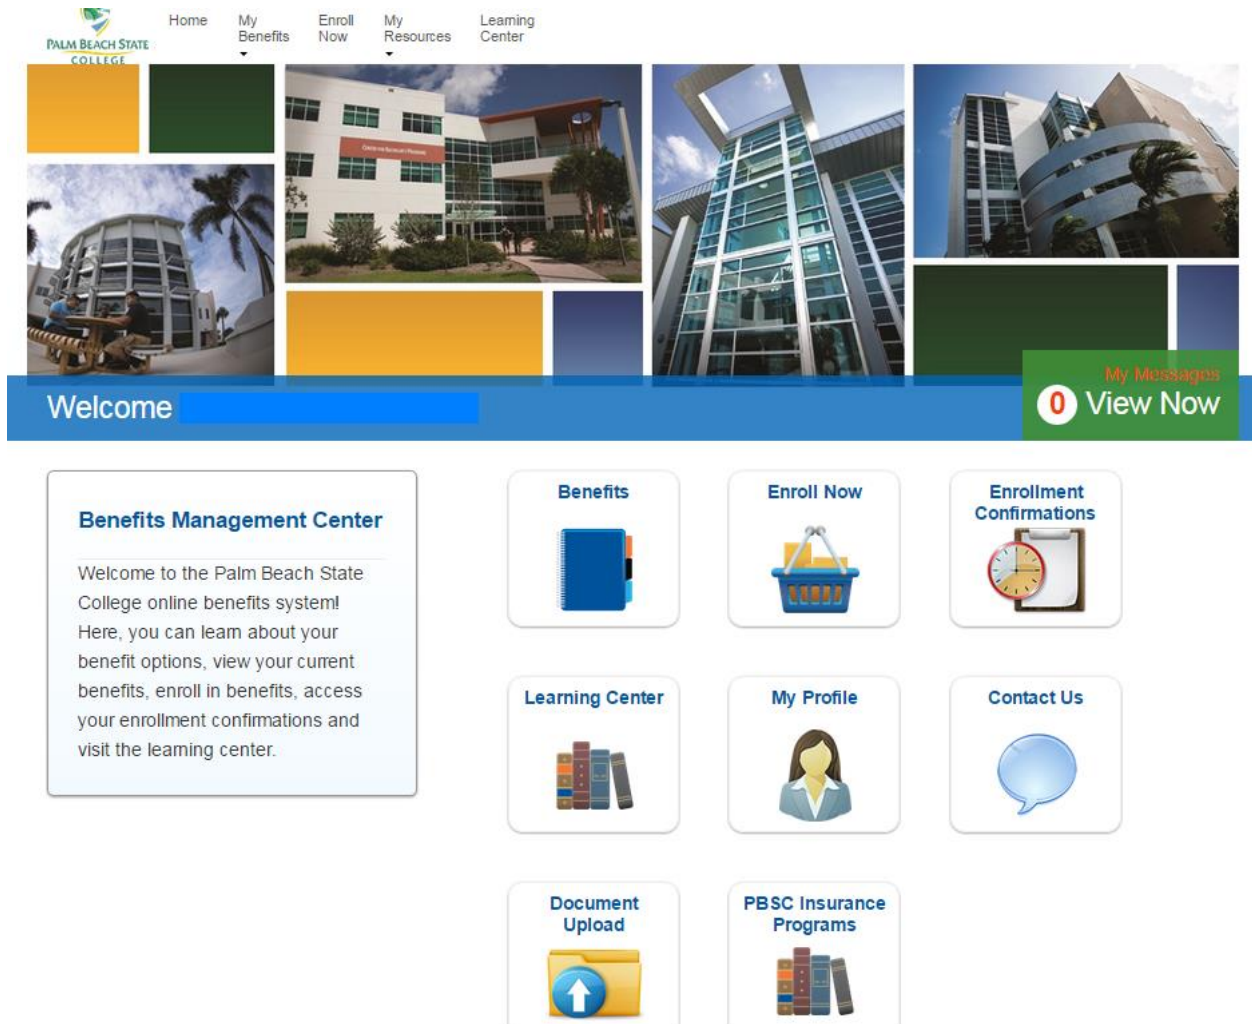 PALM BEACH STATE
COLLEGE
Home
My
Benefits
Enroll
Now
My
Resources
Learning
Center
My Messages
Welcome
0 View Now
Benefits Management Center
Welcome to the Palm Beach State
College online benefits system!
Here, you can learn about your
benefit options, view your current
benefits, enroll in benefits, access
your enrollment confirmations and
visit the learning center.
Benefits
Enroll Now
Enrollment
Confirmations
Learning Center
My Profile
Contact Us
Document
Upload
PBSC Insurance
Programs